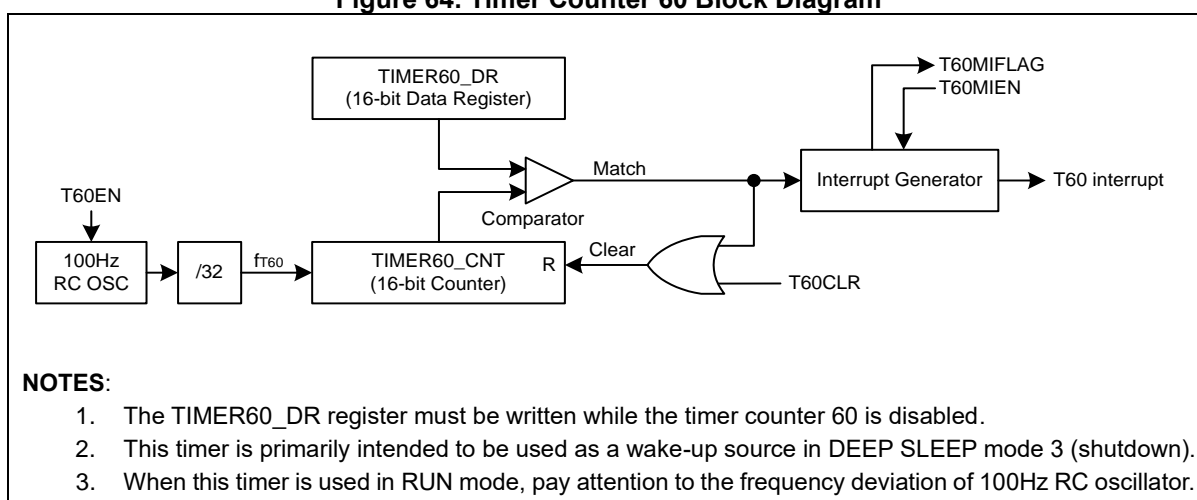 Figure 64. Timer Counter 60 Block Diagram
TIMER60_DR
(16-bit Data Register)
T60MIFLAG
T60MIEN
Match
Interrupt Generator
T60 interrupt
T60EN
Comparator
100Hz
RC OSC
/32
fT60
TIMER60_CNT
(16-bit Counter)
R
Clear
T60CLR
NOTES:
1. The TIMER60_DR register must be written while the timer counter 60 is disabled.
2. This timer is primarily intended to be used as a wake-up source in DEEP SLEEP mode 3 (shutdown).
3. When this timer is used in RUN mode, pay attention to the frequency deviation of 100Hz RC oscillator.